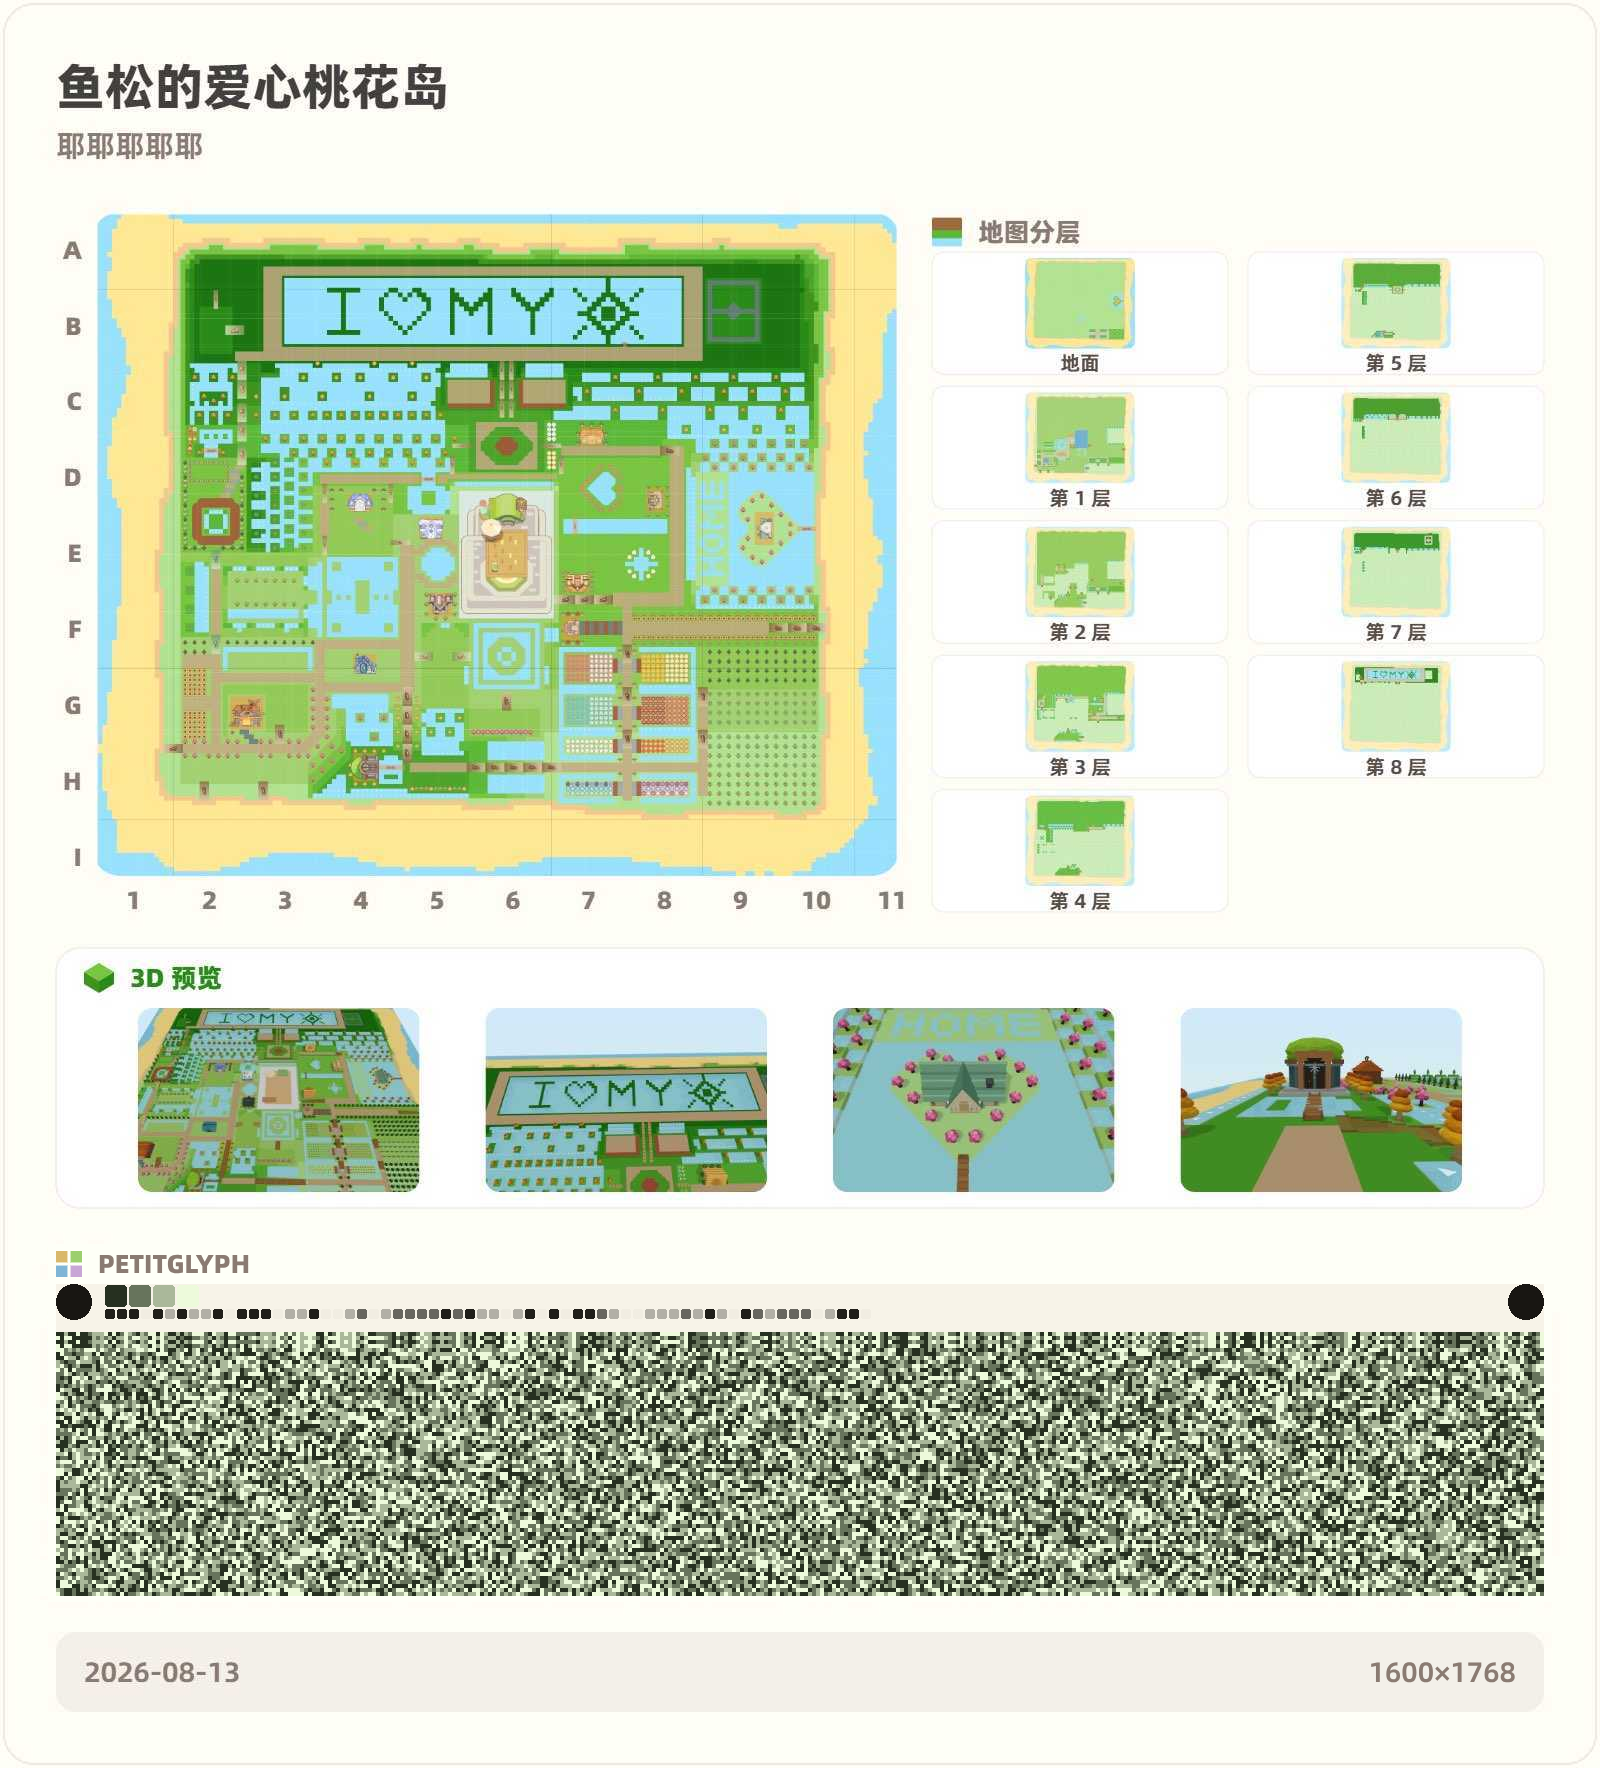 鱼松的爱心桃花岛
耶耶耶耶耶
A
B
C
D
E
F
G
H
I
1 2 3 4 5 6 7 8 9 10 11
I ♡ MY
HOME
地图分层
地面
第 5 层
第 1 层
第 6 层
第 2 层
第 7 层
第 3 层
第 8 层
第 4 层
3D 预览
I ♡ MY
I ♡ MY
HOME
PETITGLYPH
2026-08-13
1600×1768